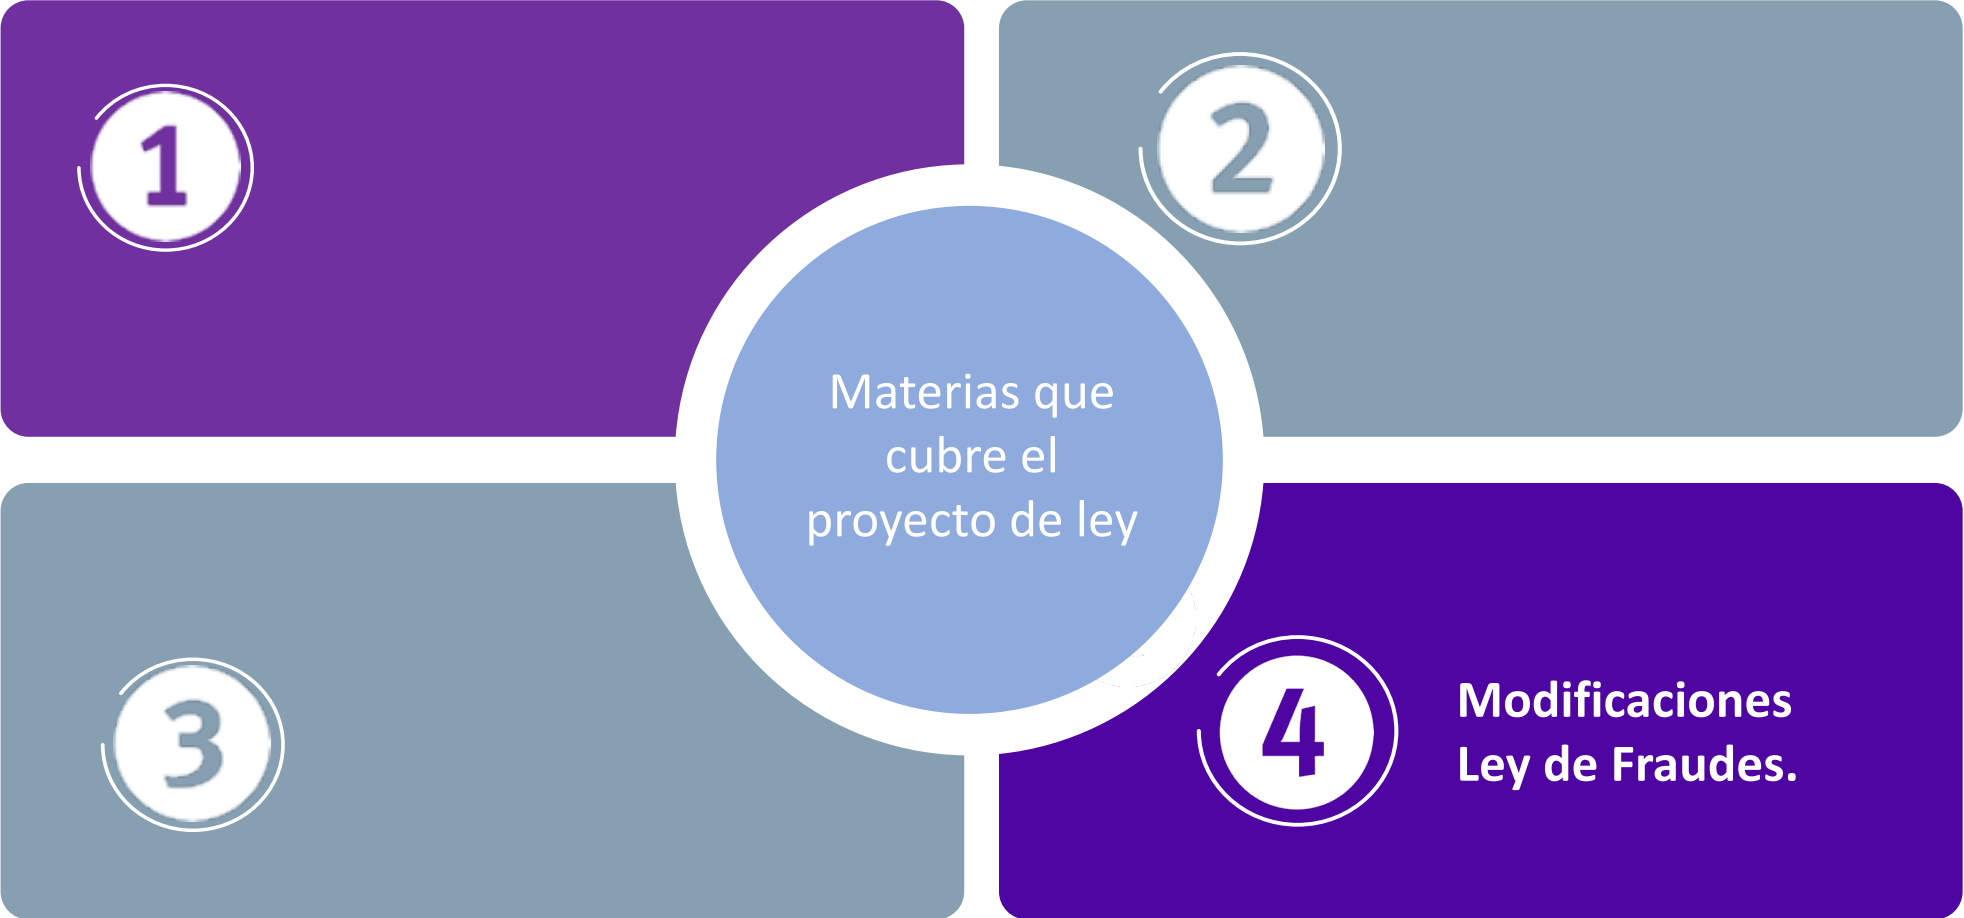 1
2
Materias que
cubre el
proyecto de ley
3
4
Modificaciones
Ley de Fraudes.